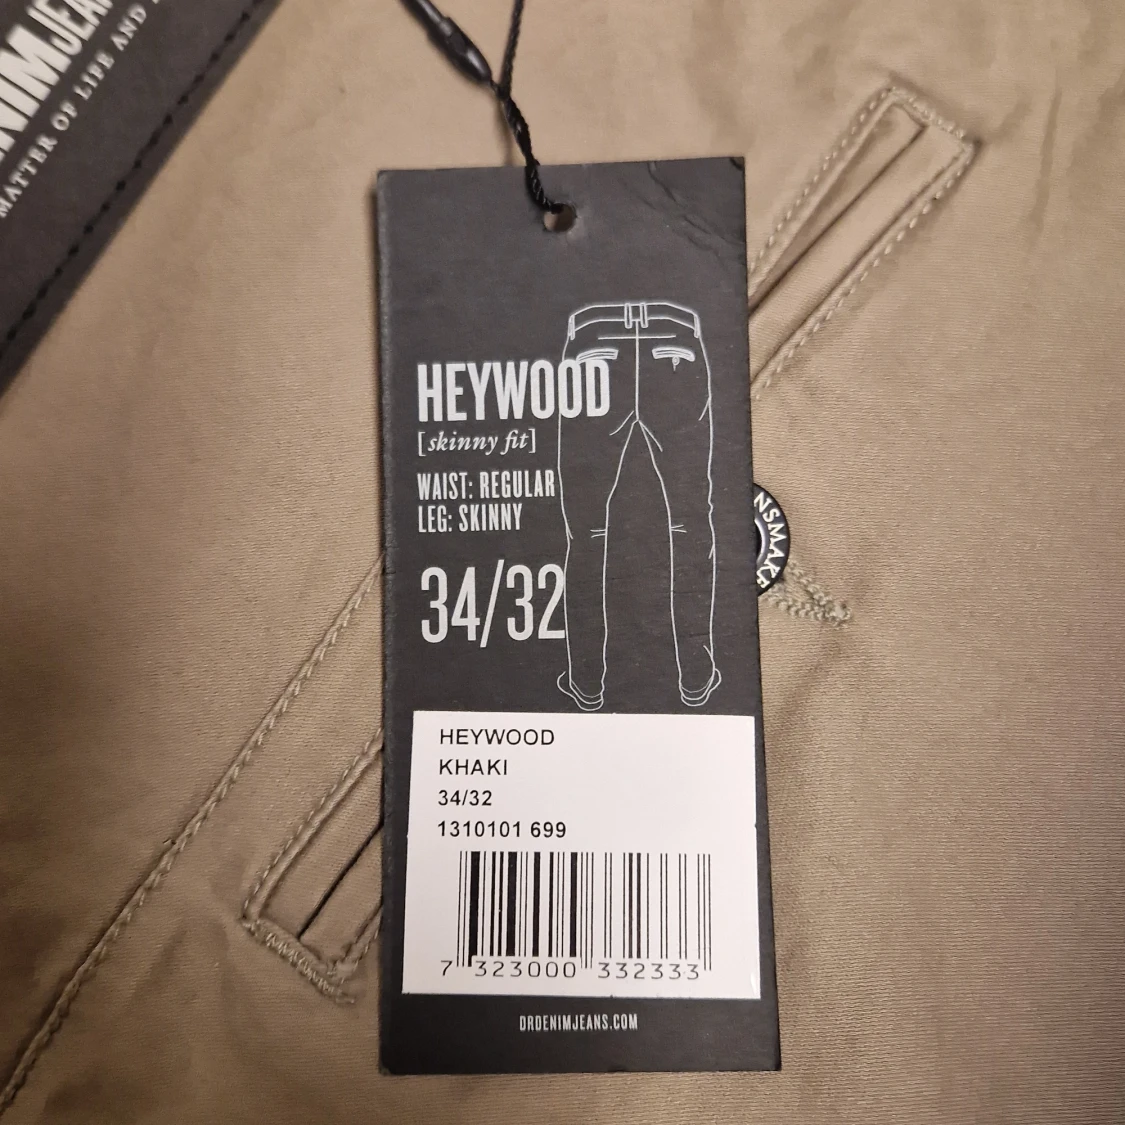 MATTER OF LIFE AND
HEYWOOD
[skinny fit]
WAIST: REGULAR
LEG: SKINNY
34/32
HEYWOOD
KHAKI
34/32
1310101 699
7 323000 332333
DRDENIMJEANS.COM